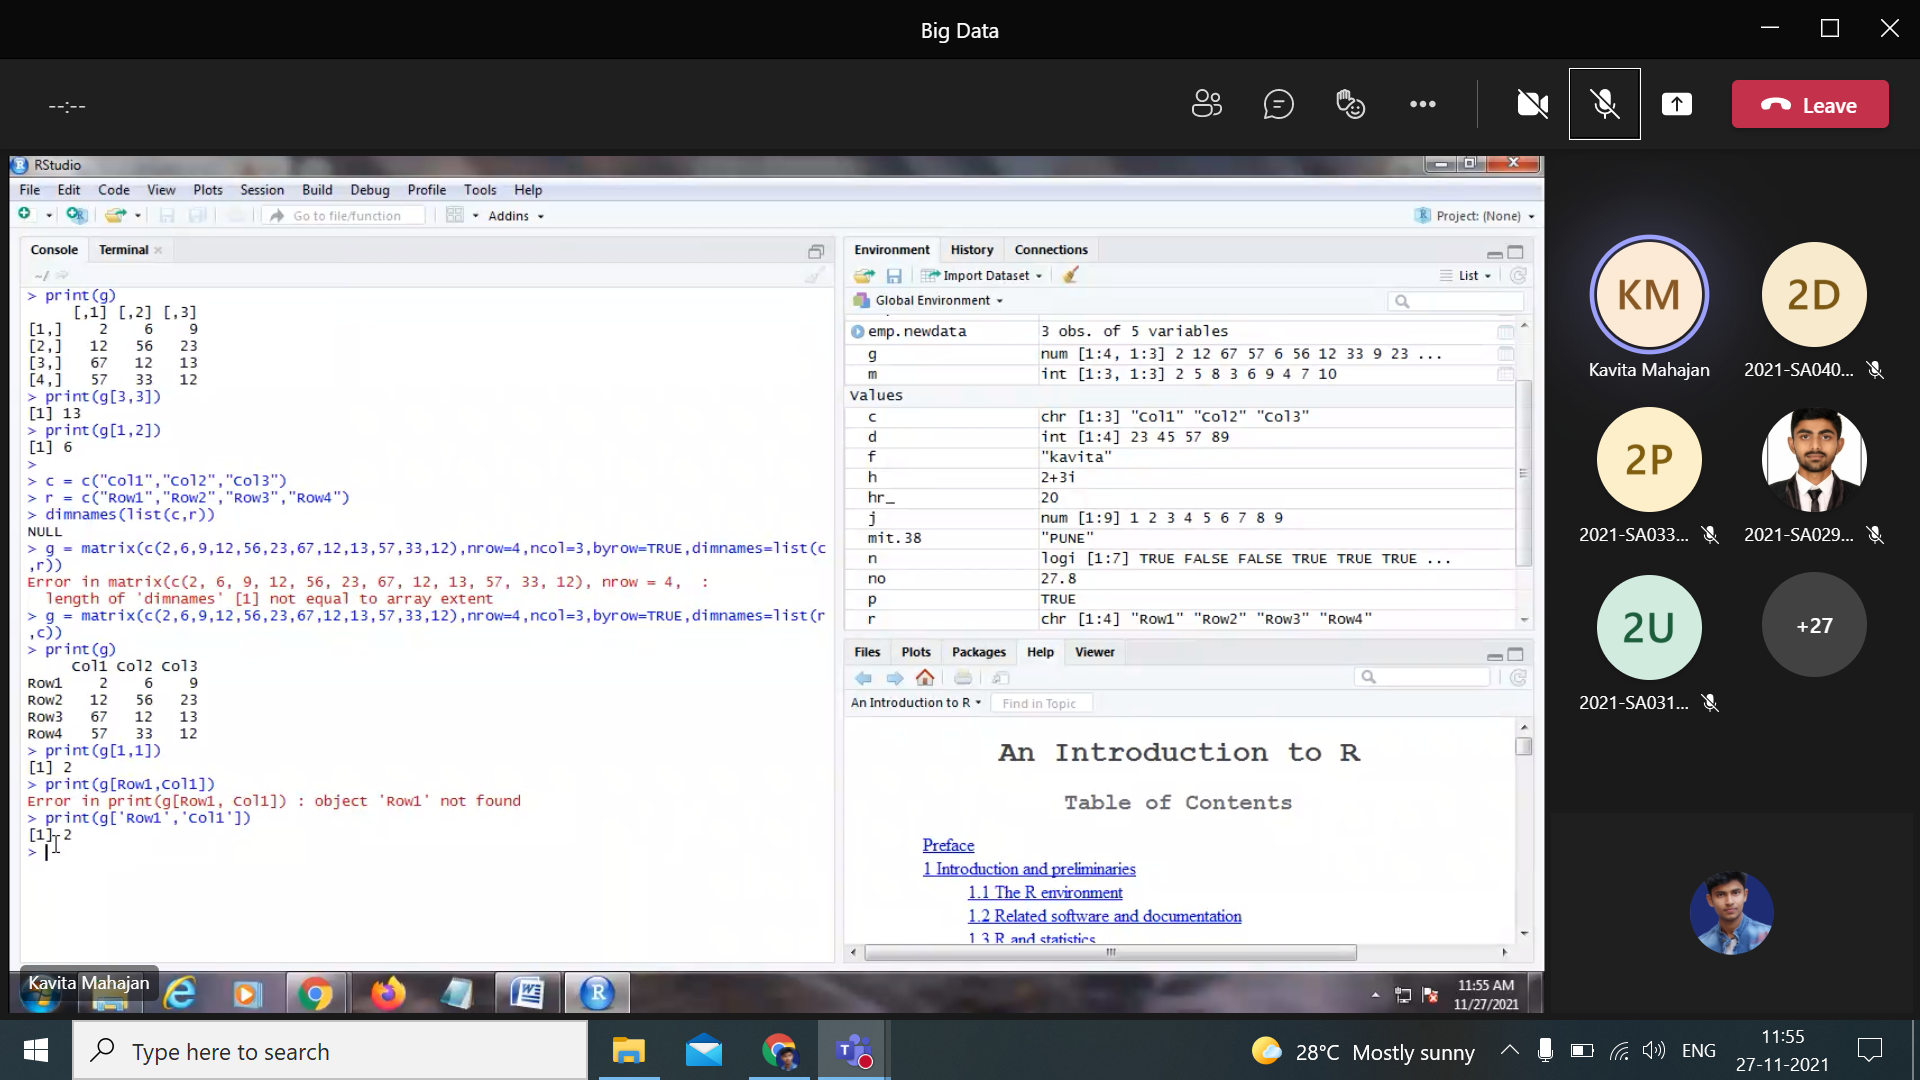 Big Data
--:--
Leave
RStudio
File Edit Code View Plots Session Build Debug Profile Tools Help
Go to file/function
Addins
Project: (None)
Console Terminal
~/
> print(g)
[,1] [,2] [,3]
[1,] 2 6 9
[2,] 12 56 23
[3,] 67 12 13
[4,] 57 33 12
> print(g[3,3])
[1] 13
> print(g[1,2])
[1] 6
>
> c = c("Col1","Col2","Col3")
> r = c("Row1","Row2","Row3","Row4")
> dimnames(list(c,r))
NULL
> g = matrix(c(2,6,9,12,56,23,67,12,13,57,33,12),nrow=4,ncol=3,byrow=TRUE,dimnames=list(c
,r))
Error in matrix(c(2, 6, 9, 12, 56, 23, 67, 12, 13, 57, 33, 12), nrow = 4, :
length of 'dimnames' [1] not equal to array extent
> g = matrix(c(2,6,9,12,56,23,67,12,13,57,33,12),nrow=4,ncol=3,byrow=TRUE,dimnames=list(r
,c))
> print(g)
Col1 Col2 Col3
Row1 2 6 9
Row2 12 56 23
Row3 67 12 13
Row4 57 33 12
> print(g[1,1])
[1] 2
> print(g[Row1,Col1])
Error in print(g[Row1, Col1]) : object 'Row1' not found
> print(g['Row1','Col1'])
[1] 2
>
Environment History Connections
Import Dataset
List
Global Environment
emp.newdata 3 obs. of 5 variables
g num [1:4, 1:3] 2 12 67 57 6 56 12 33 9 23 ...
m int [1:3, 1:3] 2 5 8 3 6 9 4 7 10
Values
c chr [1:3] "Col1" "Col2" "Col3"
d int [1:4] 23 45 57 89
f "kavita"
h 2+3i
hr_ 20
j num [1:9] 1 2 3 4 5 6 7 8 9
mit.38 "PUNE"
n logi [1:7] TRUE FALSE FALSE TRUE TRUE TRUE ...
no 27.8
p TRUE
r chr [1:4] "Row1" "Row2" "Row3" "Row4"
Files Plots Packages Help Viewer
An Introduction to R
Find in Topic
An Introduction to R
Table of Contents
Preface
1 Introduction and preliminaries
1.1 The R environment
1.2 Related software and documentation
1.3 R and statistics
Kavita Mahajan
11:55 AM
11/27/2021
KM
Kavita Mahajan
2D
2021-SA040...
2P
2021-SA033...
2021-SA029...
2U
2021-SA031...
+27
Type here to search
28°C Mostly sunny
ENG
11:55
27-11-2021